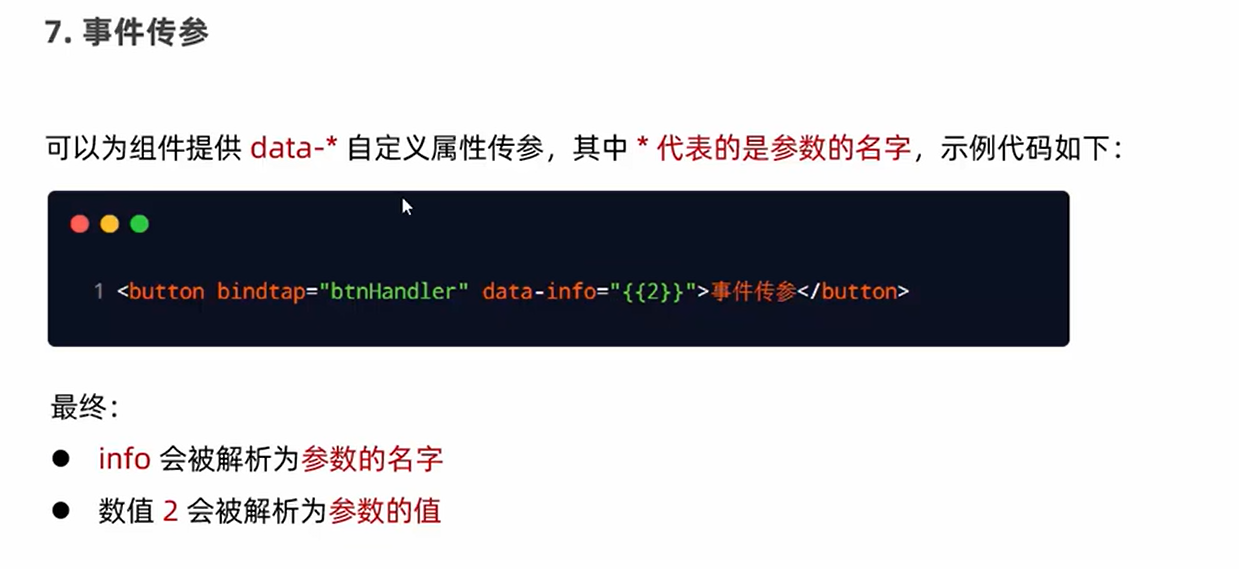 7. 事件传参
可以为组件提供 data-* 自定义属性传参，其中 * 代表的是参数的名字，示例代码如下：
1 <button bindtap="btnHandler" data-info="{{2}}">事件传参</button>
最终：
● info 会被解析为参数的名字
● 数值 2 会被解析为参数的值